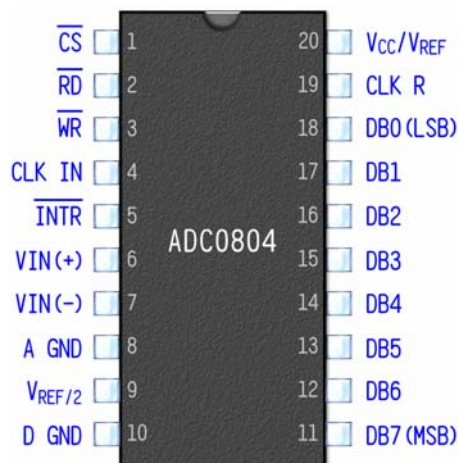 CS 1 20 VCC/VREF
RD 2 19 CLK R
WR 3 18 DB0(LSB)
CLK IN 4 17 DB1
INTR 5 16 DB2
ADC0804
VIN(+) 6 15 DB3
VIN(-) 7 14 DB4
A GND 8 13 DB5
VREF/2 9 12 DB6
D GND 10 11 DB7(MSB)